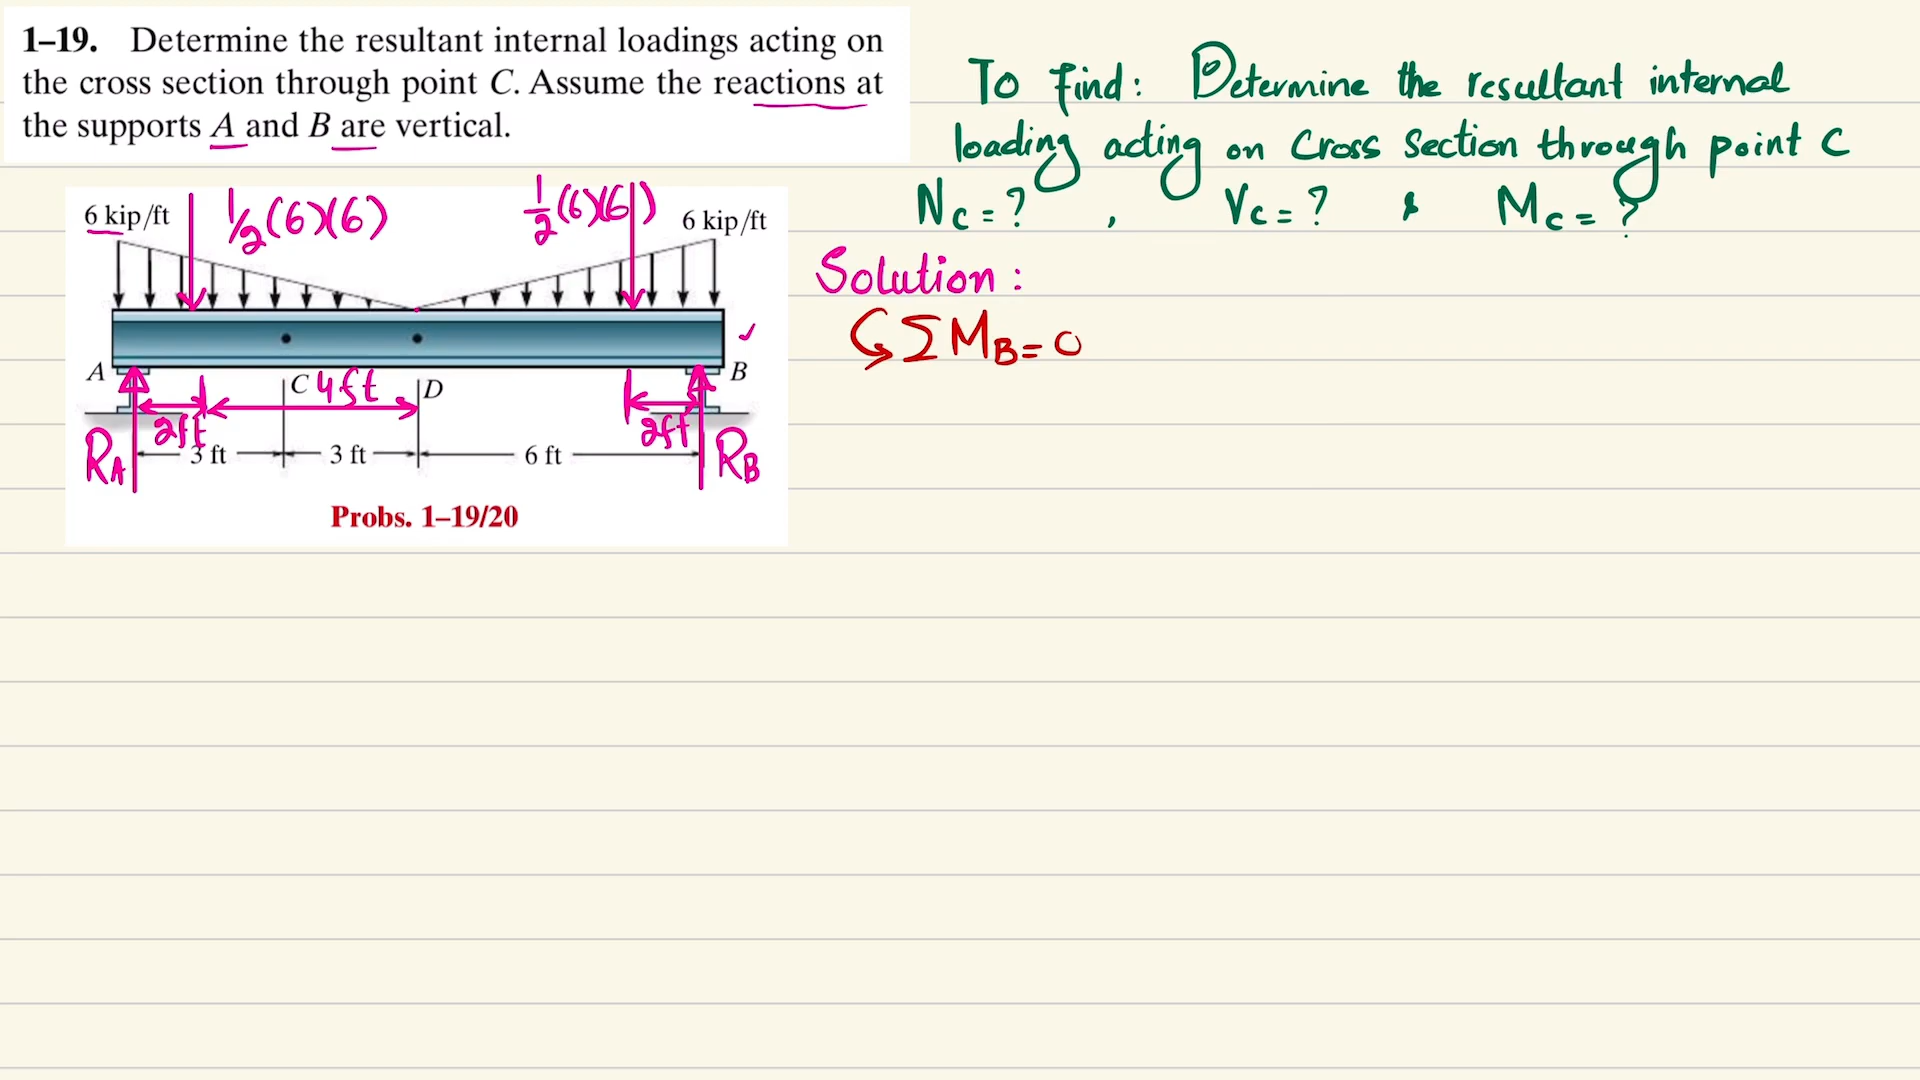 1–19. Determine the resultant internal loadings acting on
the cross section through point C. Assume the reactions at
the supports A and B are vertical.
To find: Determine the resultant internal
loading acting on Cross Section through point C
Nc = ? , Vc = ? & Mc = ?
Solution :
↪ΣM_B = 0
6 kip/ft
½(6)(6)
½(6)(6)
6 kip/ft
A
C
4ft
D
B
2ft
2ft
R_A
3 ft
3 ft
6 ft
R_B
Probs. 1–19/20